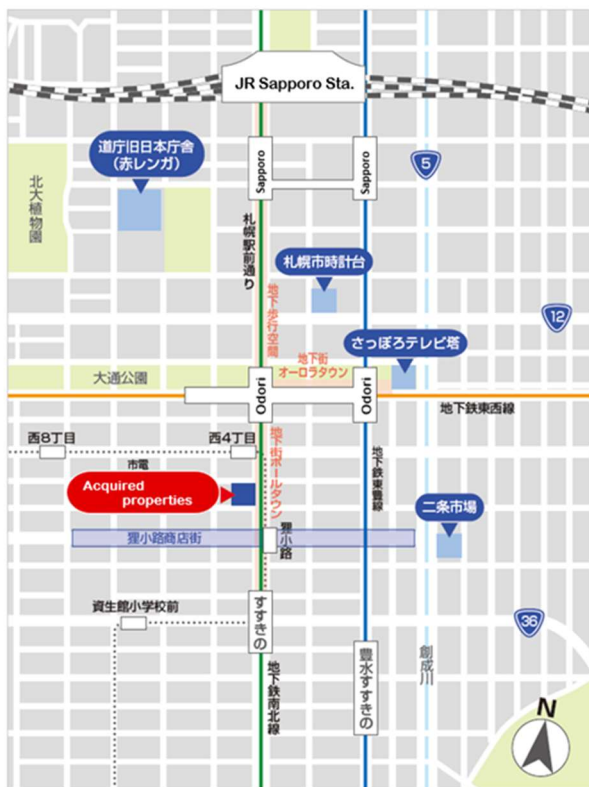 JR Sapporo Sta.
道庁旧日本庁舎
(赤レンガ)
北大植物園
Sapporo
Sapporo
5
札幌駅前通り
札幌市時計台
地下歩行空間
12
さっぽろテレビ塔
地下街
オーロラタウン
大通公園
Odori
Odori
地下鉄東西線
西8丁目
西4丁目
市電
地下街ポールタウン
地下鉄東豊線
Acquired
properties
二条市場
狸小路商店街
狸小路
資生館小学校前
すすきの
36
豊水すすきの
創成川
地下鉄南北線
N